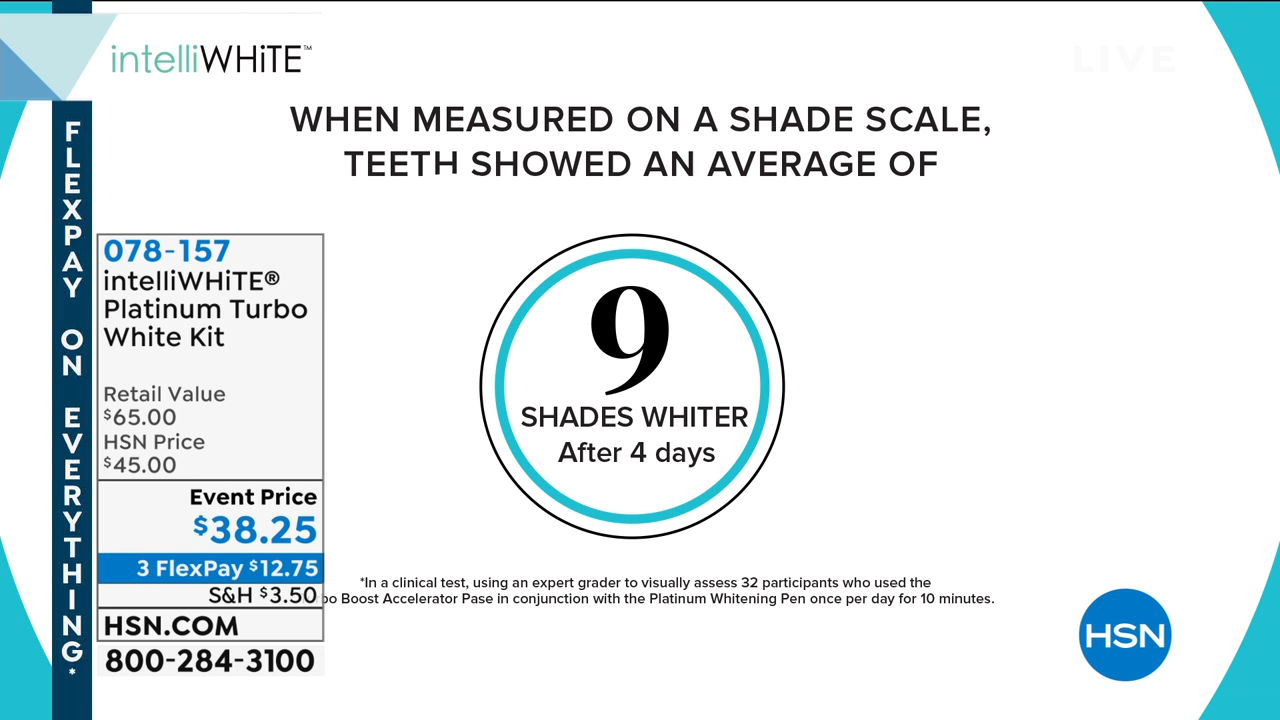 intelliWHiTE™
LIVE
WHEN MEASURED ON A SHADE SCALE,
TEETH SHOWED AN AVERAGE OF
FLEXPAY ON EVERYTHING*
078-157
intelliWHiTE®
Platinum Turbo
White Kit
Retail Value
$65.00
HSN Price
$45.00
Event Price
$38.25
3 FlexPay $12.75
S&H $3.50
HSN.COM
800-284-3100
9
SHADES WHITER
After 4 days
*In a clinical test, using an expert grader to visually assess 32 participants who used the
Boost Accelerator Pase in conjunction with the Platinum Whitening Pen once per day for 10 minutes.
HSN